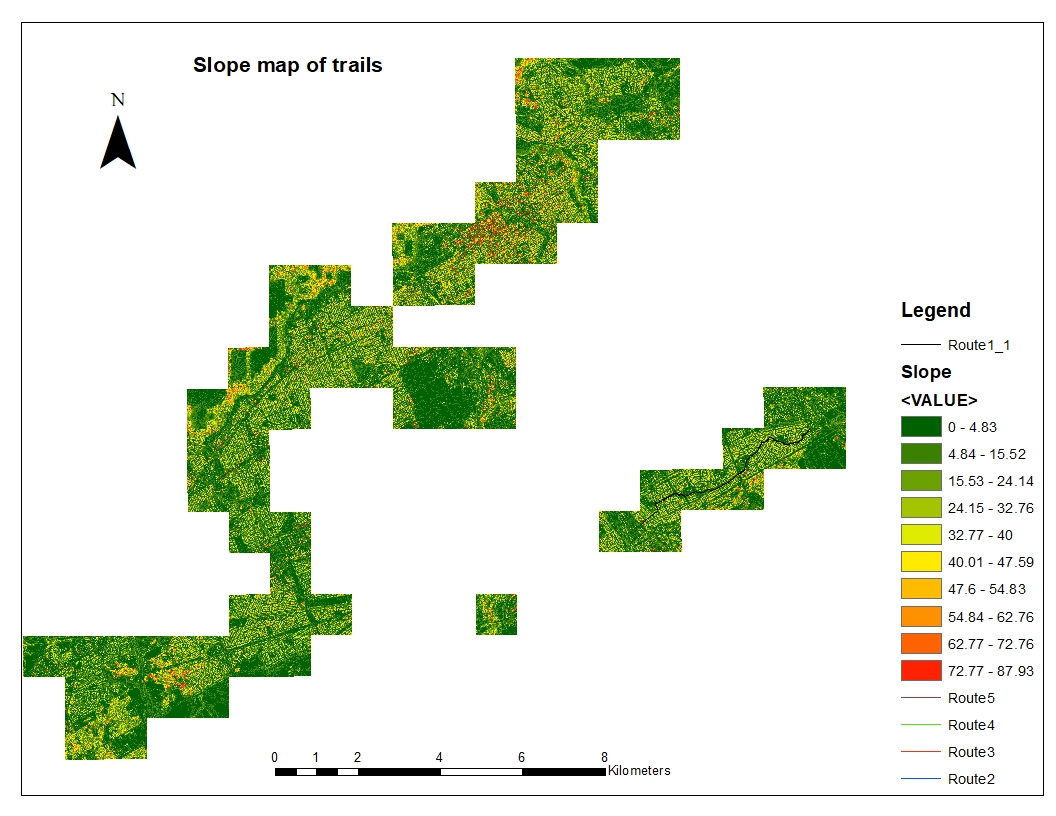 Slope map of trails
N
Legend
Route1_1
Slope
<VALUE>
0 - 4.83
4.84 - 15.52
15.53 - 24.14
24.15 - 32.76
32.77 - 40
40.01 - 47.59
47.6 - 54.83
54.84 - 62.76
62.77 - 72.76
72.77 - 87.93
Route5
Route4
Route3
Route2
0 1 2 4 6 8
Kilometers